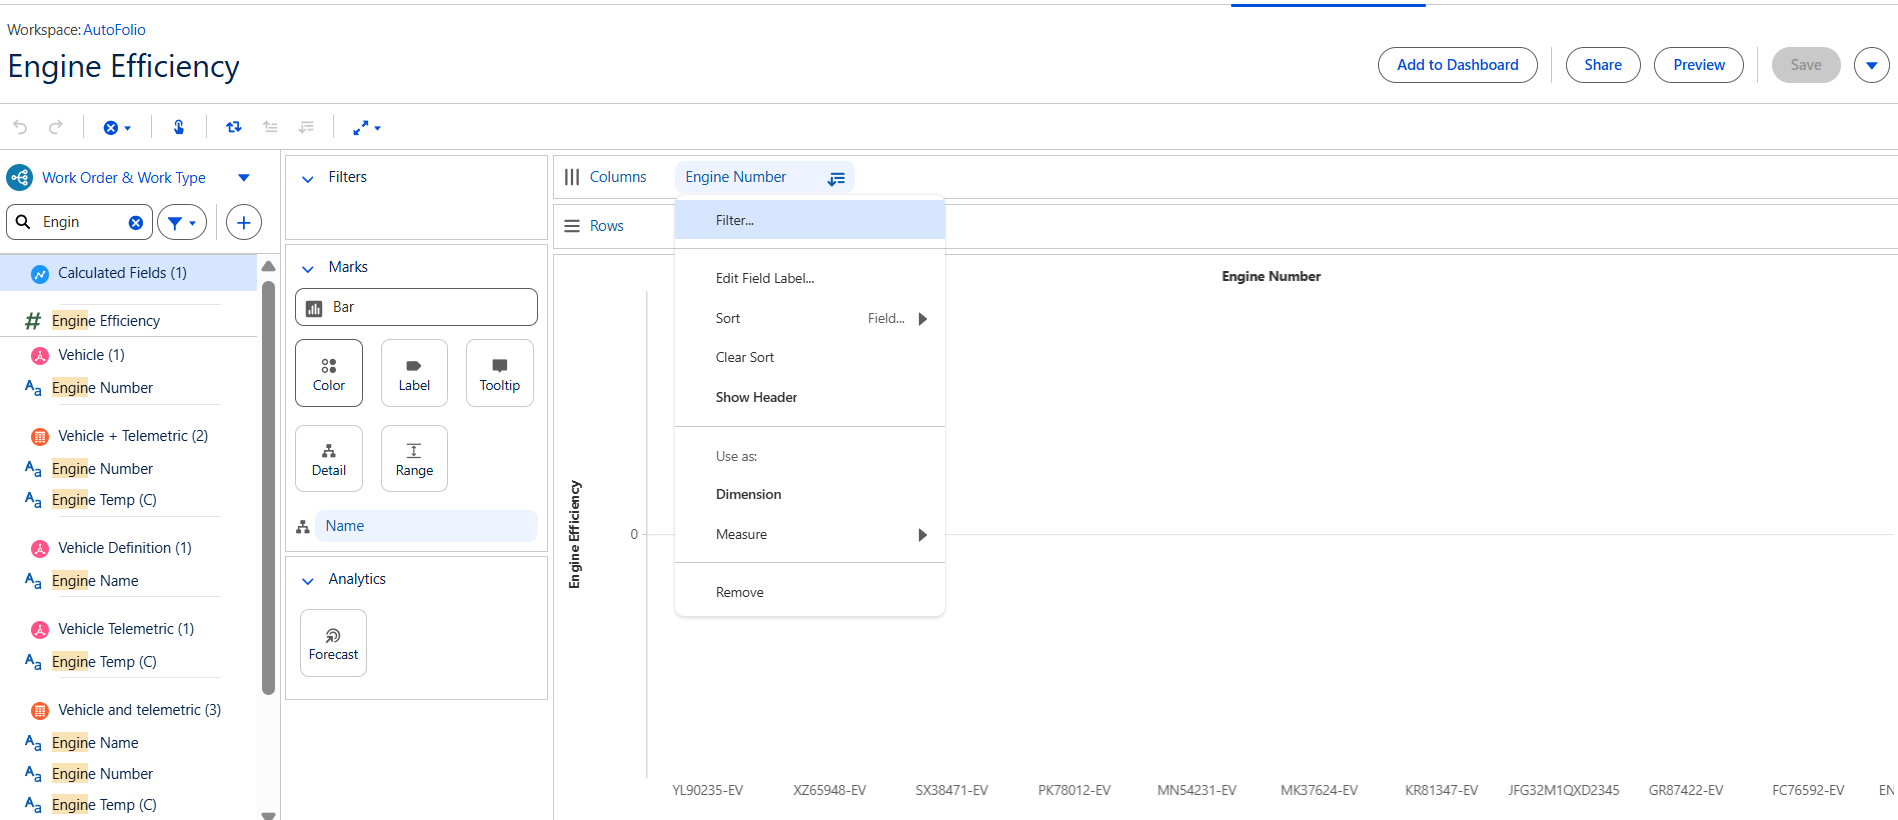 Workspace: AutoFolio
Engine Efficiency
Add to Dashboard
Share
Preview
Save
Work Order & Work Type
Engin
Calculated Fields (1)
Engine Efficiency
Vehicle (1)
Engine Number
Vehicle + Telemetric (2)
Engine Number
Engine Temp (C)
Vehicle Definition (1)
Engine Name
Vehicle Telemetric (1)
Engine Temp (C)
Vehicle and telemetric (3)
Engine Name
Engine Number
Engine Temp (C)
Filters
Marks
Bar
Color
Label
Tooltip
Detail
Range
Name
Analytics
Forecast
Columns
Engine Number
Rows
Filter...
Edit Field Label...
Sort Field...
Clear Sort
Show Header
Use as:
Dimension
Measure
Remove
Engine Number
Engine Efficiency
0
YL90235-EV XZ65948-EV SX38471-EV PK78012-EV MN54231-EV MK37624-EV KR81347-EV JFG32M1QXD2345 GR87422-EV FC76592-EV EN